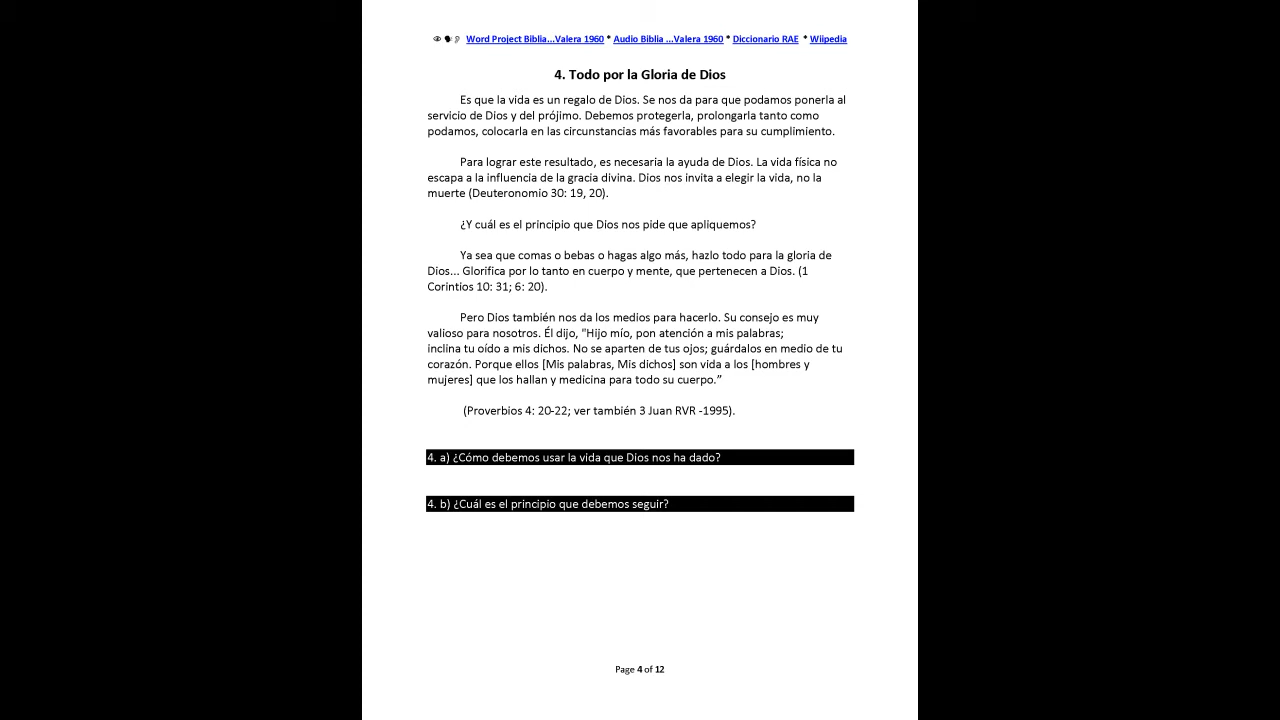 Word Project Biblia...Valera 1960 * Audio Biblia ...Valera 1960 * Diccionario RAE * Wiipedia
4. Todo por la Gloria de Dios
Es que la vida es un regalo de Dios. Se nos da para que podamos ponerla al
servicio de Dios y del prójimo. Debemos protegerla, prolongarla tanto como
podamos, colocarla en las circunstancias más favorables para su cumplimiento.
Para lograr este resultado, es necesaria la ayuda de Dios. La vida física no
escapa a la influencia de la gracia divina. Dios nos invita a elegir la vida, no la
muerte (Deuteronomio 30: 19, 20).
¿Y cuál es el principio que Dios nos pide que apliquemos?
Ya sea que comas o bebas o hagas algo más, hazlo todo para la gloria de
Dios... Glorifica por lo tanto en cuerpo y mente, que pertenecen a Dios. (1
Corintios 10: 31; 6: 20).
Pero Dios también nos da los medios para hacerlo. Su consejo es muy
valioso para nosotros. Él dijo, "Hijo mío, pon atención a mis palabras;
inclina tu oído a mis dichos. No se aparten de tus ojos; guárdalos en medio de tu
corazón. Porque ellos [Mis palabras, Mis dichos] son vida a los [hombres y
mujeres] que los hallan y medicina para todo su cuerpo.”
(Proverbios 4: 20-22; ver también 3 Juan RVR -1995).
4. a) ¿Cómo debemos usar la vida que Dios nos ha dado?
4. b) ¿Cuál es el principio que debemos seguir?
Page 4 of 12